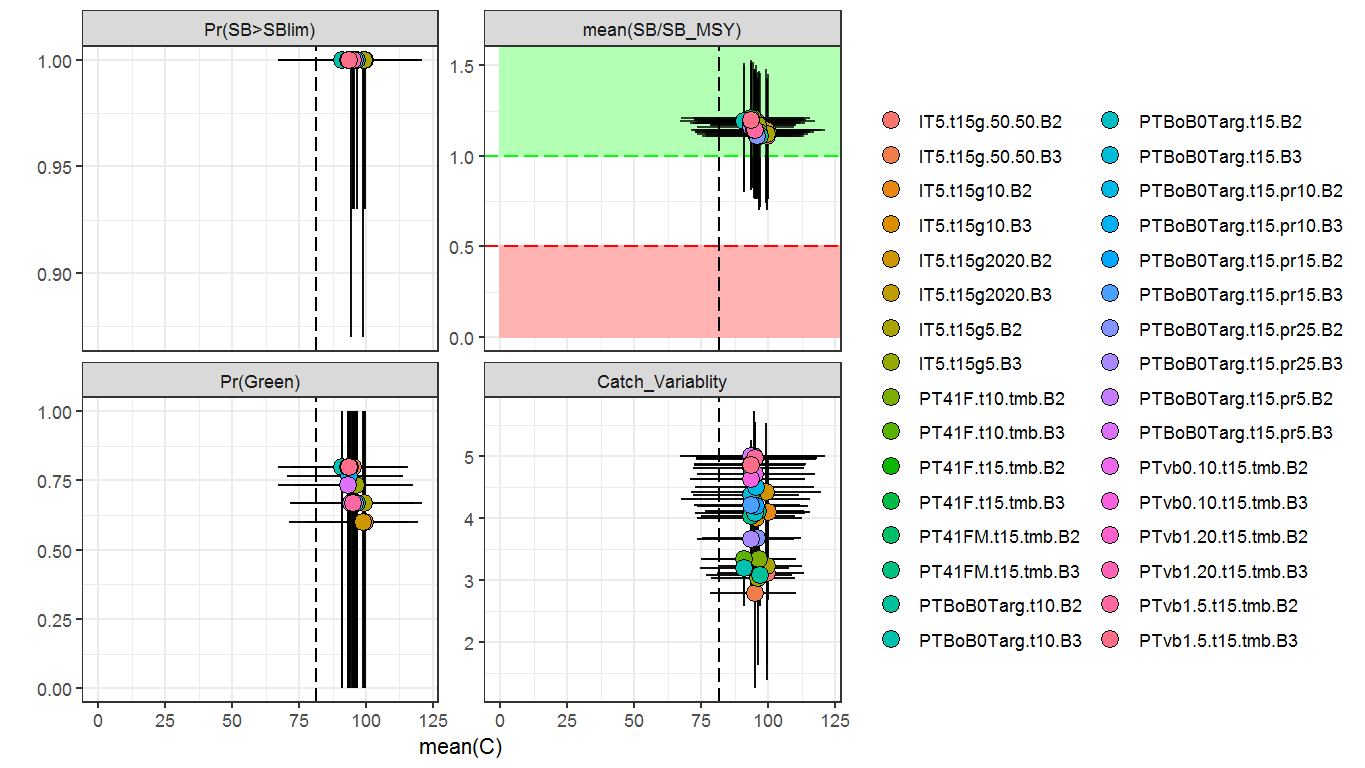 Pr(SB>SBlim)
mean(SB/SB_MSY)
1.00
0.95
0.90
1.5
1.0
0.5
0.0
Pr(Green)
Catch_Variablity
1.00
0.75
0.50
0.25
0.00
5
4
3
2
0
25
50
75
100
125
0
25
50
75
100
125
mean(C)
IT5.t15g.50.50.B2
IT5.t15g.50.50.B3
IT5.t15g10.B2
IT5.t15g10.B3
IT5.t15g2020.B2
IT5.t15g2020.B3
IT5.t15g5.B2
IT5.t15g5.B3
PT41F.t10.tmb.B2
PT41F.t10.tmb.B3
PT41F.t15.tmb.B2
PT41F.t15.tmb.B3
PT41FM.t15.tmb.B2
PT41FM.t15.tmb.B3
PTBoB0Targ.t10.B2
PTBoB0Targ.t10.B3
PTBoB0Targ.t15.B2
PTBoB0Targ.t15.B3
PTBoB0Targ.t15.pr10.B2
PTBoB0Targ.t15.pr10.B3
PTBoB0Targ.t15.pr15.B2
PTBoB0Targ.t15.pr15.B3
PTBoB0Targ.t15.pr25.B2
PTBoB0Targ.t15.pr25.B3
PTBoB0Targ.t15.pr5.B2
PTBoB0Targ.t15.pr5.B3
PTvb0.10.t15.tmb.B2
PTvb0.10.t15.tmb.B3
PTvb1.20.t15.tmb.B2
PTvb1.20.t15.tmb.B3
PTvb1.5.t15.tmb.B2
PTvb1.5.t15.tmb.B3